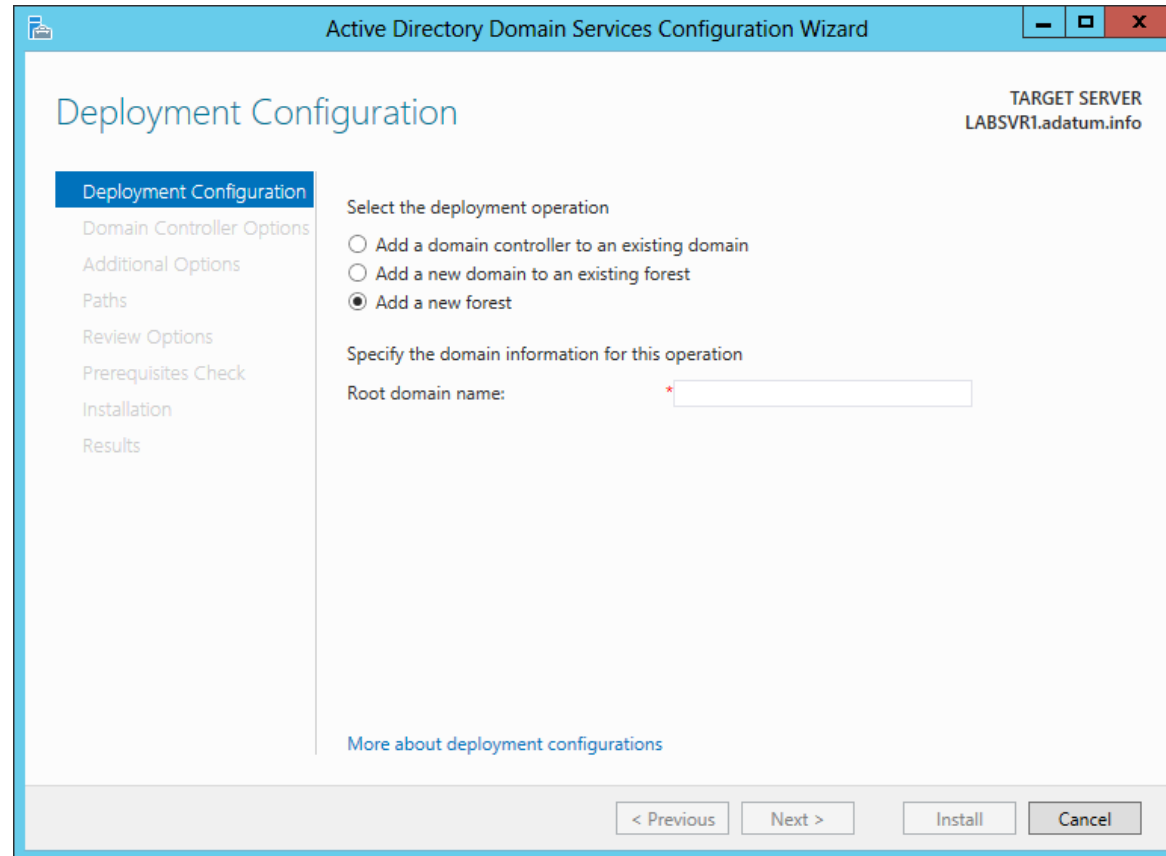 Active Directory Domain Services Configuration Wizard
Deployment Configuration
TARGET SERVER
LABSVR1.adatum.info
Deployment Configuration
Domain Controller Options
Additional Options
Paths
Review Options
Prerequisites Check
Installation
Results
Select the deployment operation
Add a domain controller to an existing domain
Add a new domain to an existing forest
Add a new forest
Specify the domain information for this operation
Root domain name: *
More about deployment configurations
< Previous Next > Install Cancel